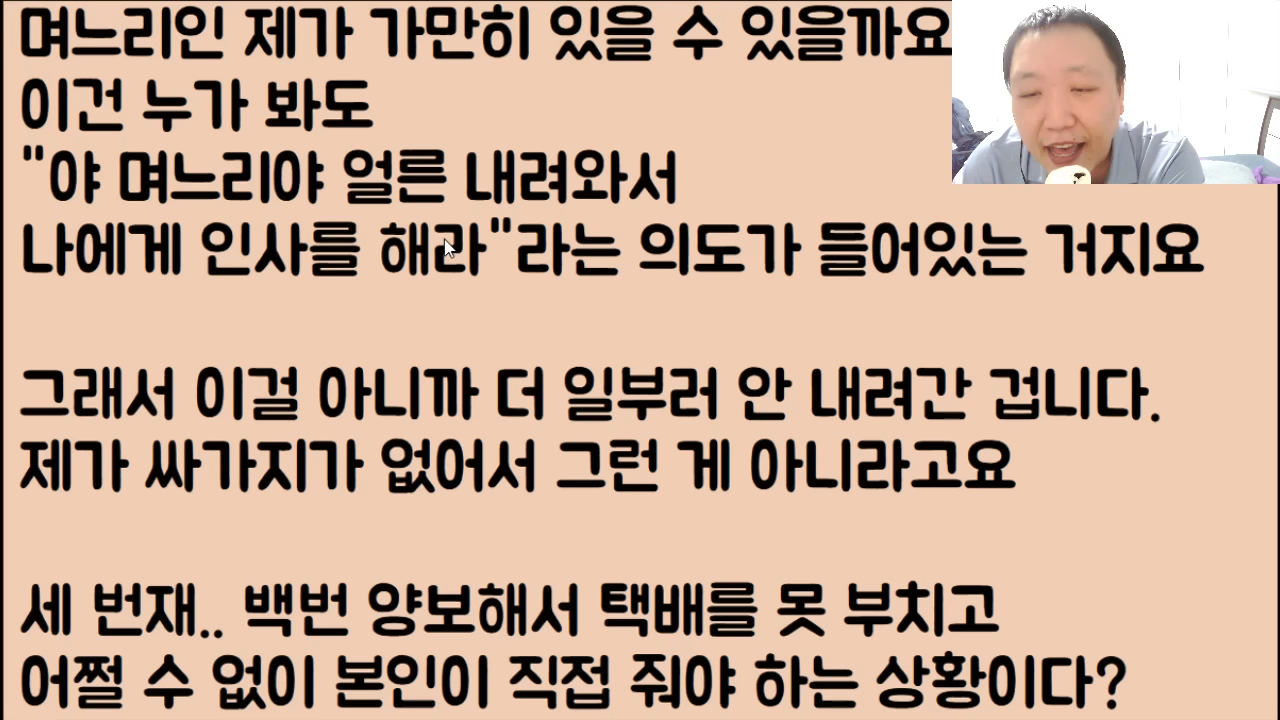 며느리인 제가 가만히 있을 수 있을까요
이건 누가 봐도
"야 며느리야 얼른 내려와서
나에게 인사를 해라"라는 의도가 들어있는 거지요
그래서 이걸 아니까 더 일부러 안 내려간 겁니다.
제가 싸가지가 없어서 그런 게 아니라고요
세 번재.. 백번 양보해서 택배를 못 부치고
어쩔 수 없이 본인이 직접 줘야 하는 상황이다?